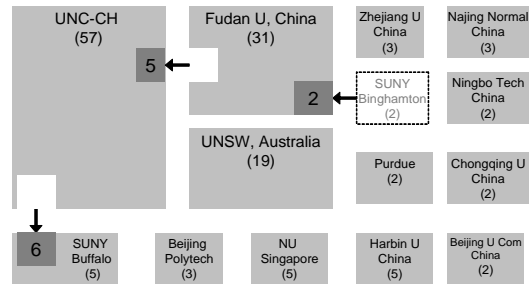 UNC-CH
(57)
5
Fudan U, China
(31)
2
Zhejiang U
China
(3)
Najing Normal
China
(3)
SUNY
Binghamton
(2)
Ningbo Tech
China
(2)
UNSW, Australia
(19)
Purdue
(2)
Chongqing U
China
(2)
6
SUNY
Buffalo
(5)
Beijing
Polytech
(3)
NU
Singapore
(5)
Harbin U
China
(5)
Beijing U Com
China
(2)